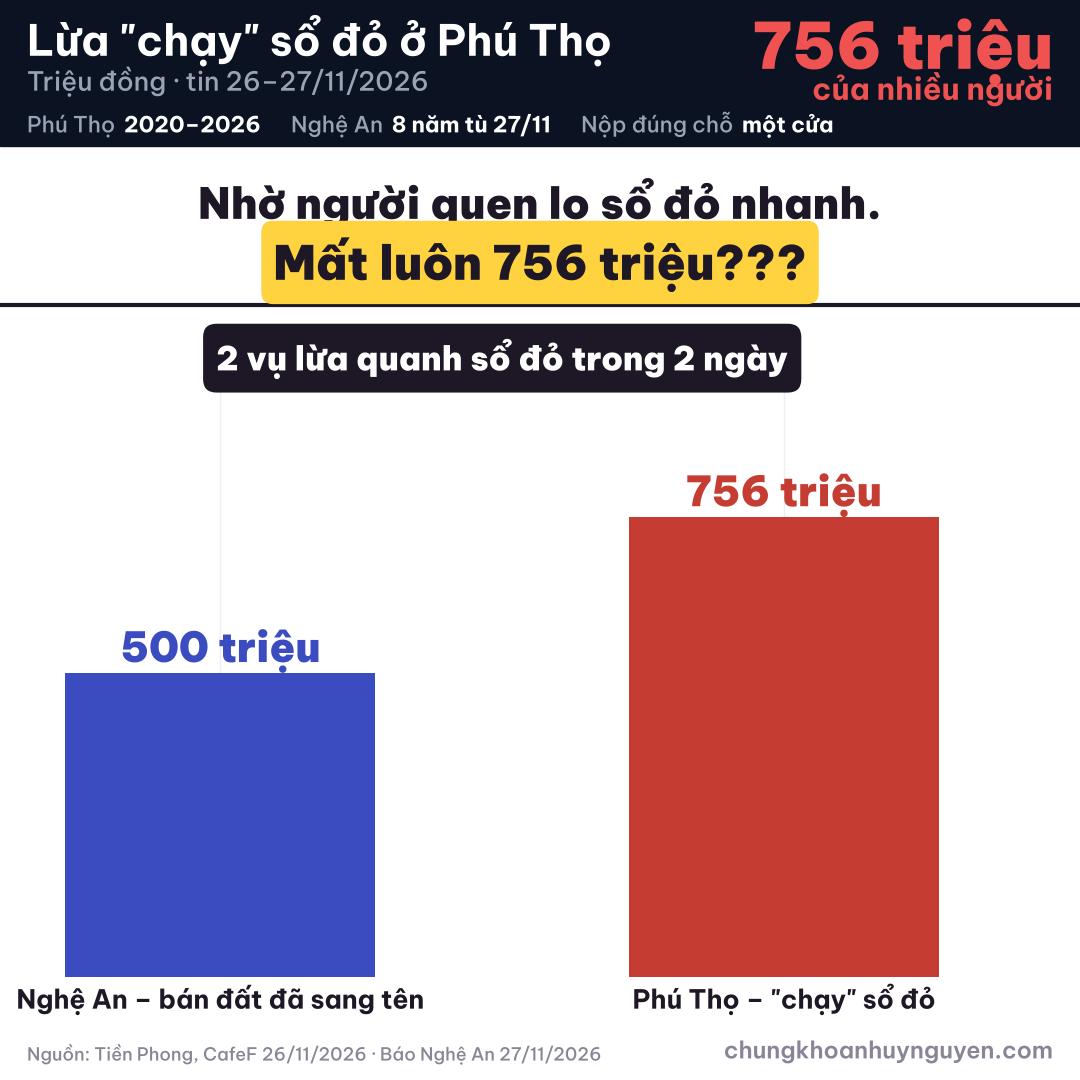 Lừa "chạy" sổ đỏ ở Phú Thọ
Triệu đồng · tin 26–27/11/2026
756 triệu
của nhiều người
Phú Thọ 2020–2026 Nghệ An 8 năm tù 27/11 Nộp đúng chỗ một cửa
Nhờ người quen lo sổ đỏ nhanh.
Mất luôn 756 triệu???
2 vụ lừa quanh sổ đỏ trong 2 ngày
756 triệu
500 triệu
Nghệ An – bán đất đã sang tên
Phú Thọ – "chạy" sổ đỏ
Nguồn: Tiền Phong, CafeF 26/11/2026 · Báo Nghệ An 27/11/2026
chungkhoanhuynguyen.com